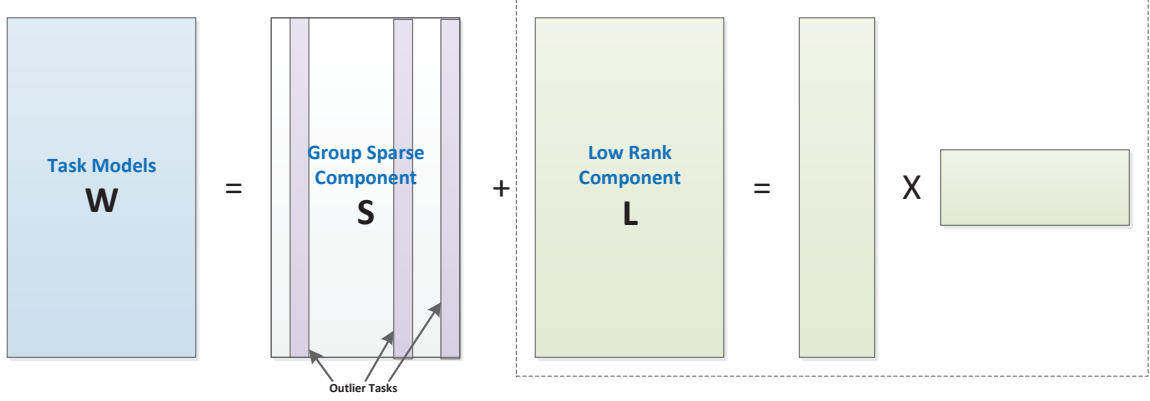 Task Models
W
=
Group Sparse
Component
S
+
Low Rank
Component
L
=
X
Outlier Tasks